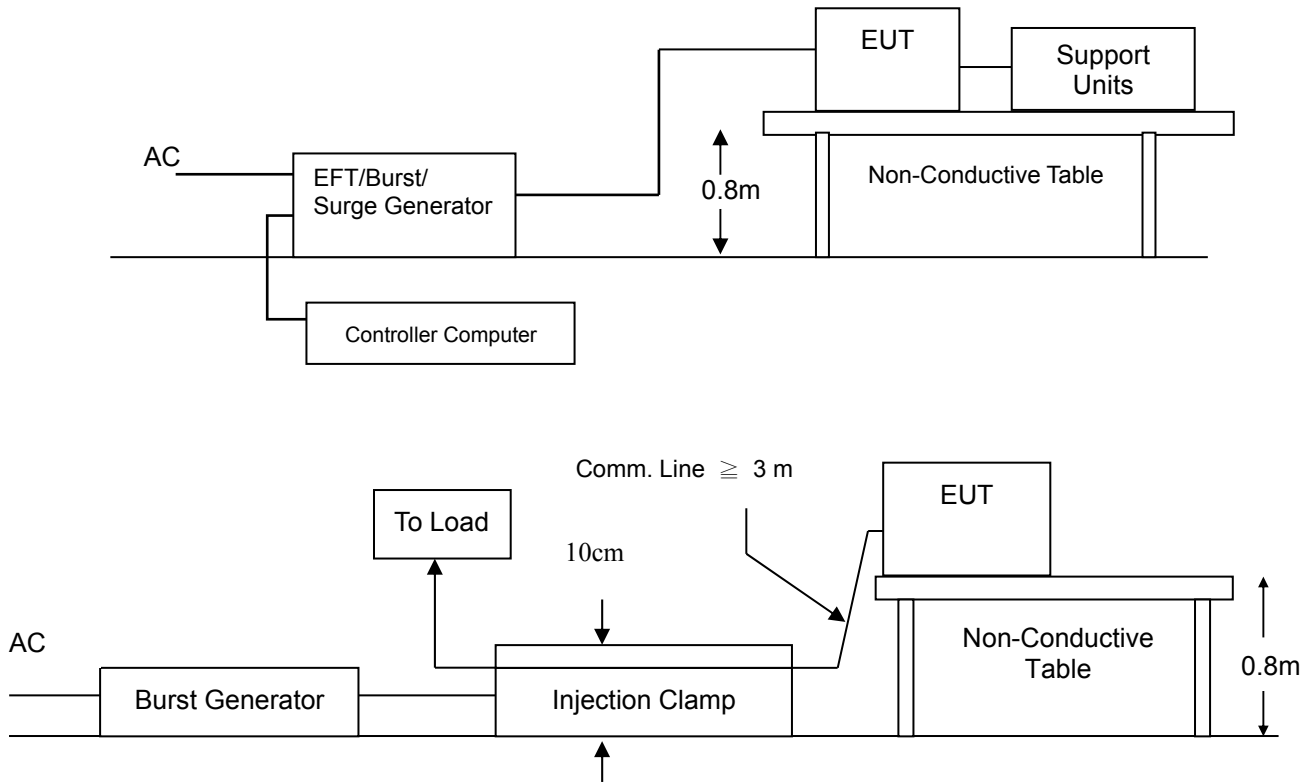 EUT
Support
Units
AC
EFT/Burst/
Surge Generator
0.8m
Non-Conductive Table
Controller Computer
Comm. Line ≧ 3 m
EUT
To Load
10cm
AC
Non-Conductive
Table
0.8m
Burst Generator
Injection Clamp